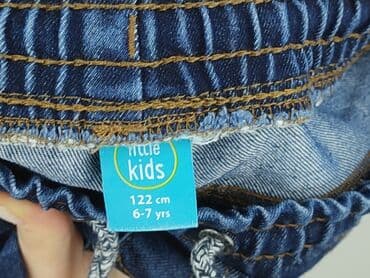 little
kids
122 cm
6-7 yrs